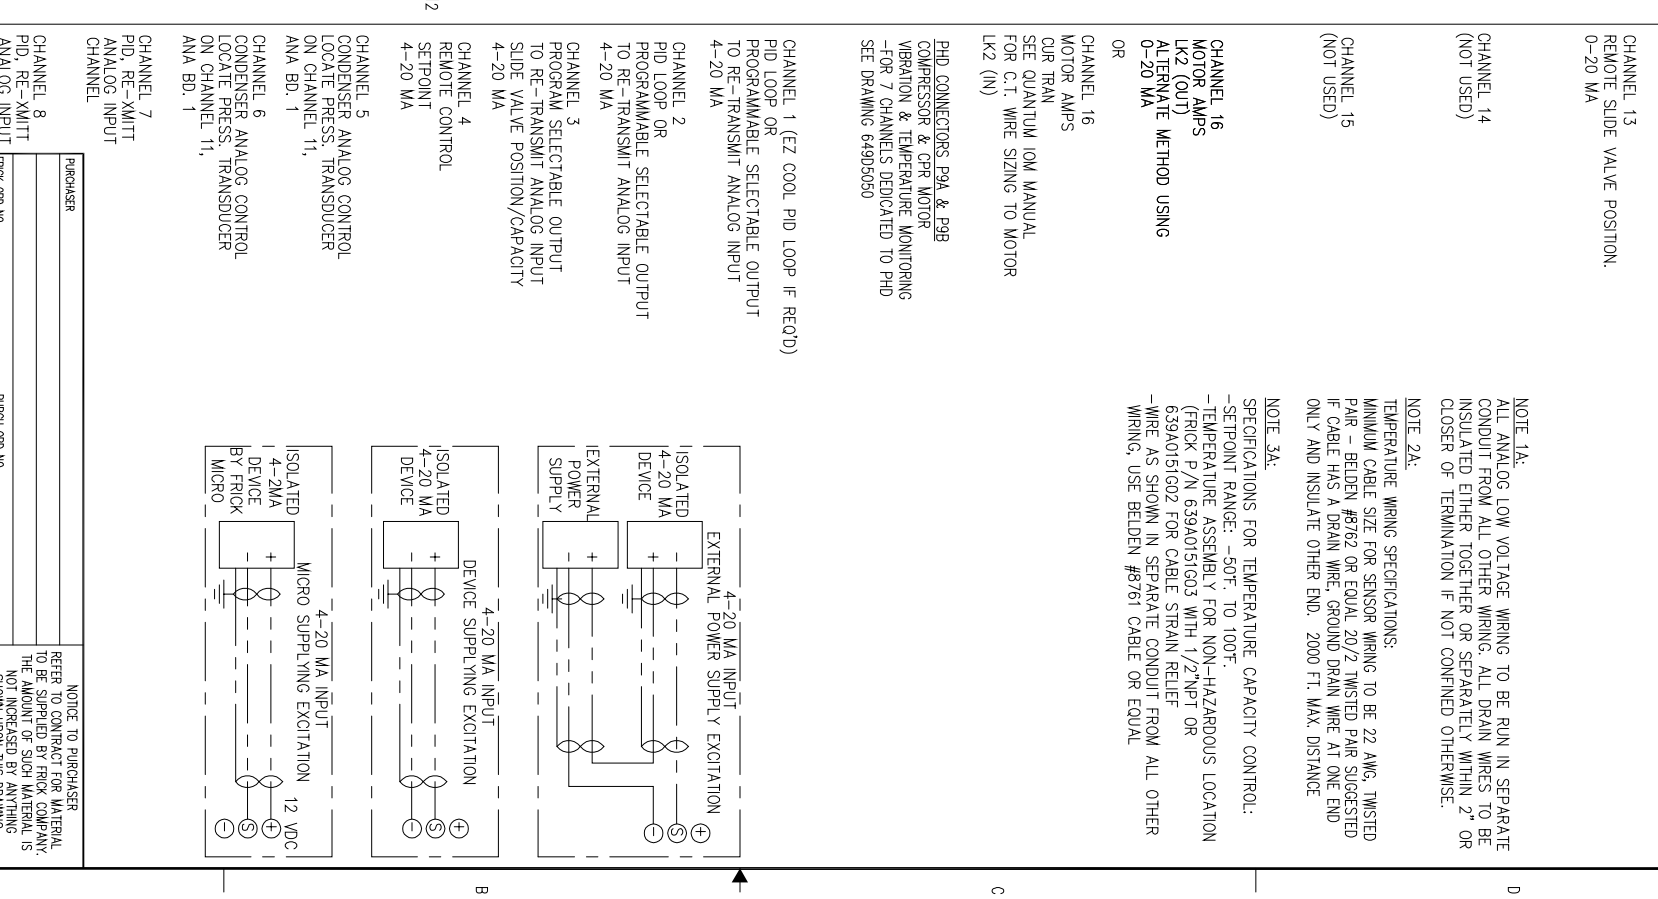 2
CHANNEL 13
REMOTE SLIDE VALVE POSITION.
0-20 MA
CHANNEL 14
(NOT USED)
CHANNEL 15
(NOT USED)
CHANNEL 16
MOTOR AMPS
LK2 (OUT)
ALTERNATE METHOD USING
0-20 MA
OR
CHANNEL 16
MOTOR AMPS
CUR TRAN
SEE QUANTUM IOM MANUAL
FOR C.T. WIRE SIZING TO MOTOR
LK2 (IN)
PHD CONNECTORS P9A & P9B
COMPRESSOR & CPR MOTOR
VIBRATION & TEMPERATURE MONITORING
-FOR 7 CHANNELS DEDICATED TO PHD
SEE DRAWING 649D5050
CHANNEL 1 (EZ COOL PID LOOP IF REQ'D)
PID LOOP OR
PROGRAMMABLE SELECTABLE OUTPUT
TO RE-TRANSMIT ANALOG INPUT
4-20 MA
CHANNEL 2
PID LOOP OR
PROGRAMMABLE SELECTABLE OUTPUT
TO RE-TRANSMIT ANALOG INPUT
4-20 MA
CHANNEL 3
PROGRAM SELECTABLE OUTPUT
TO RE-TRANSMIT ANALOG INPUT
SLIDE VALVE POSITION/CAPACITY
4-20 MA
CHANNEL 4
REMOTE CONTROL
SETPOINT
4-20 MA
CHANNEL 5
CONDENSER ANALOG CONTROL
LOCATE PRESS. TRANSDUCER
ON CHANNEL 11,
ANA BD. 1
CHANNEL 6
CONDENSER ANALOG CONTROL
LOCATE PRESS. TRANSDUCER
ON CHANNEL 11,
ANA BD. 1
CHANNEL 7
PID, RE-XMITT
ANALOG INPUT
CHANNEL
CHANNEL 8
PID, RE-XMITT
ANALOG INPUT
NOTE 1A:
ALL ANALOG LOW VOLTAGE WIRING TO BE RUN IN SEPARATE
CONDUIT FROM ALL OTHER WIRING. ALL DRAIN WIRES TO BE
INSULATED EITHER TOGETHER OR SEPARATELY WITHIN 2" OR
CLOSER OF TERMINATION IF NOT CONFINED OTHERWISE.
NOTE 2A:
TEMPERATURE WIRING SPECIFICATIONS:
MINIMUM CABLE SIZE FOR SENSOR WIRING TO BE 22 AWG, TWISTED
PAIR - BELDEN #8762 OR EQUAL 20/2 TWISTED PAIR SUGGESTED
IF CABLE HAS A DRAIN WIRE, GROUND DRAIN WIRE AT ONE END
ONLY AND INSULATE OTHER END. 2000 FT. MAX. DISTANCE
NOTE 3A:
SPECIFICATIONS FOR TEMPERATURE CAPACITY CONTROL:
-SETPOINT RANGE: -50°F. TO 100°F.
-TEMPERATURE ASSEMBLY FOR NON-HAZARDOUS LOCATION
(FRICK P/N 639A0151G03 WITH 1/2"NPT OR
639A0151G02 FOR CABLE STRAIN RELIEF
-WIRE AS SHOWN IN SEPARATE CONDUIT FROM ALL OTHER
WIRING, USE BELDEN #8761 CABLE OR EQUAL
4-20 MA INPUT
EXTERNAL POWER SUPPLY EXCITATION
ISOLATED
4-20 MA
DEVICE
- +
EXTERNAL
POWER
SUPPLY
+ -
+ S -
4-20 MA INPUT
DEVICE SUPPLYING EXCITATION
ISOLATED
4-20 MA
DEVICE
+ -
+ S -
4-20 MA INPUT
MICRO SUPPLYING EXCITATION
12 VDC
ISOLATED
4-2MA
DEVICE
BY FRICK
MICRO
+ -
+ S -
PURCHASER
FRICK ORD NO.
PURCH ORD NO.
NOTICE TO PURCHASER
REFER TO CONTRACT FOR MATERIAL
TO BE SUPPLIED BY FRICK COMPANY.
THE AMOUNT OF SUCH MATERIAL IS
NOT INCREASED BY ANYTHING
SHOWN UPON THIS DRAWING
D
C
B